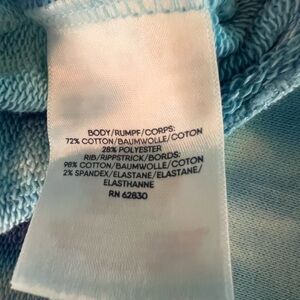 BODY/RUMPF/CORPS:
72% COTTON/BAUMWOLLE/COTON
28% POLYESTER
RIB/RIPPSTRICK/BORDS:
98% COTTON/BAUMWOLLE/COTON
2% SPANDEX/ELASTANE/ELASTAN/
ELASTHANNE
RN 62830